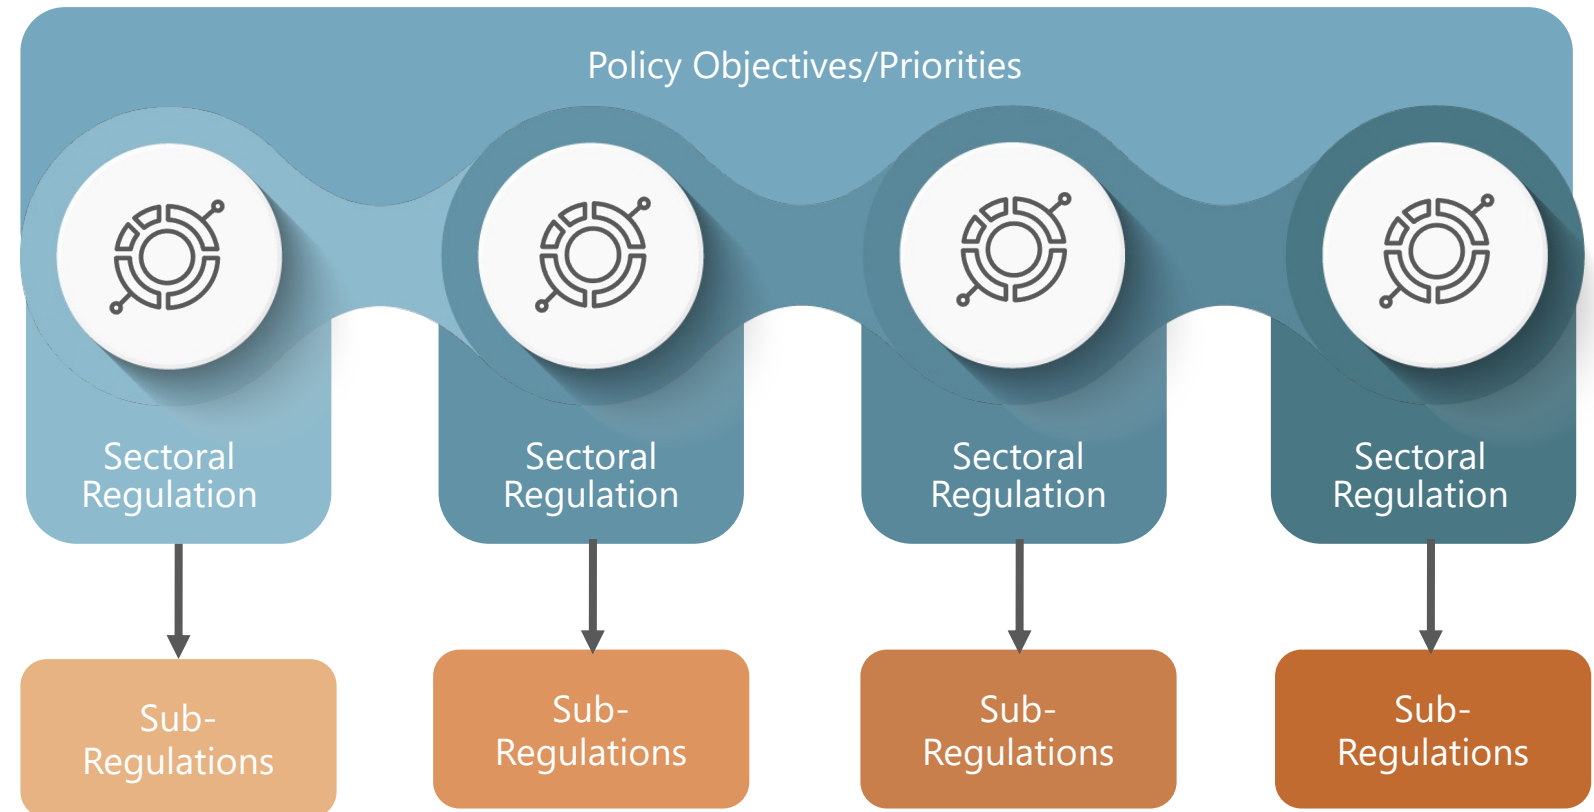 Policy Objectives/Priorities
Sectoral
Regulation
Sectoral
Regulation
Sectoral
Regulation
Sectoral
Regulation
Sub-
Regulations
Sub-
Regulations
Sub-
Regulations
Sub-
Regulations